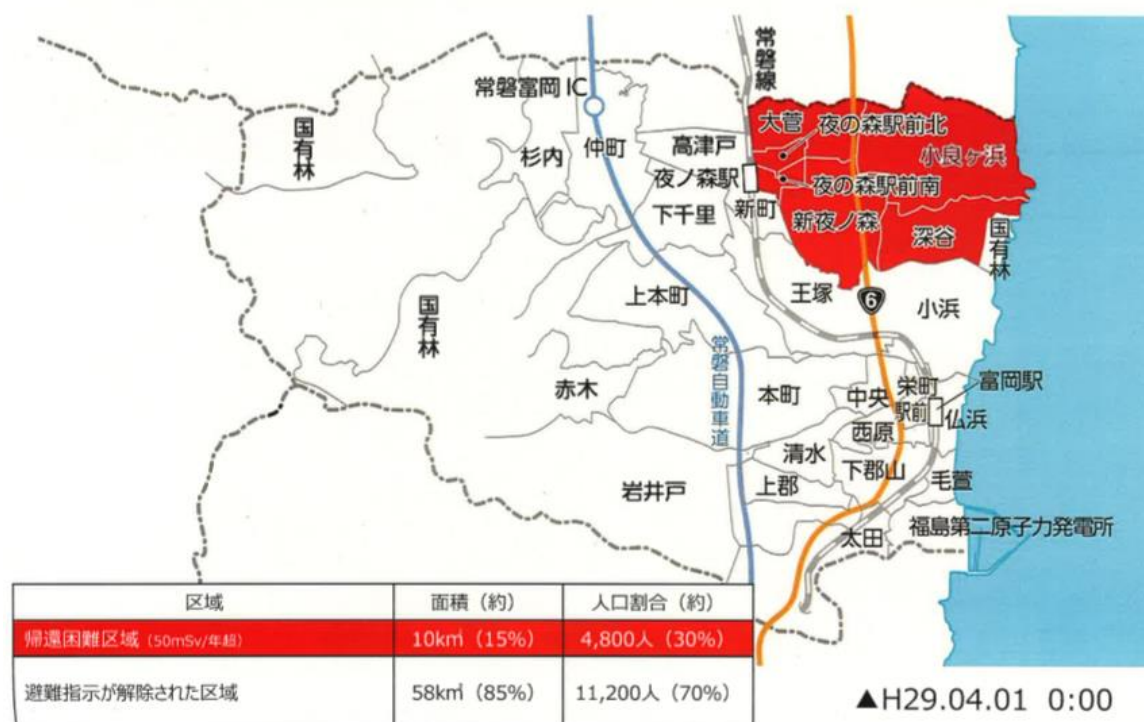 常磐線
常磐富岡IC
国有林
杉内
仲町
高津戸
大菅
夜の森駅前北
小良ヶ浜
夜ノ森駅
夜の森駅前南
下千里
新町
新夜ノ森
深谷
国有林
国有林
上本町
王塚
6
小浜
常磐自動車道
赤木
本町
中央
栄町
富岡駅
駅前
仏浜
西原
清水
下郡山
岩井戸
上郡
毛萱
福島第二原子力発電所
太田
区域 面積（約） 人口割合（約）
帰還困難区域（50mSv/年超） 10k㎡（15%） 4,800人（30%）
避難指示が解除された区域 58k㎡（85%） 11,200人（70%）
▲H29.04.01 0:00